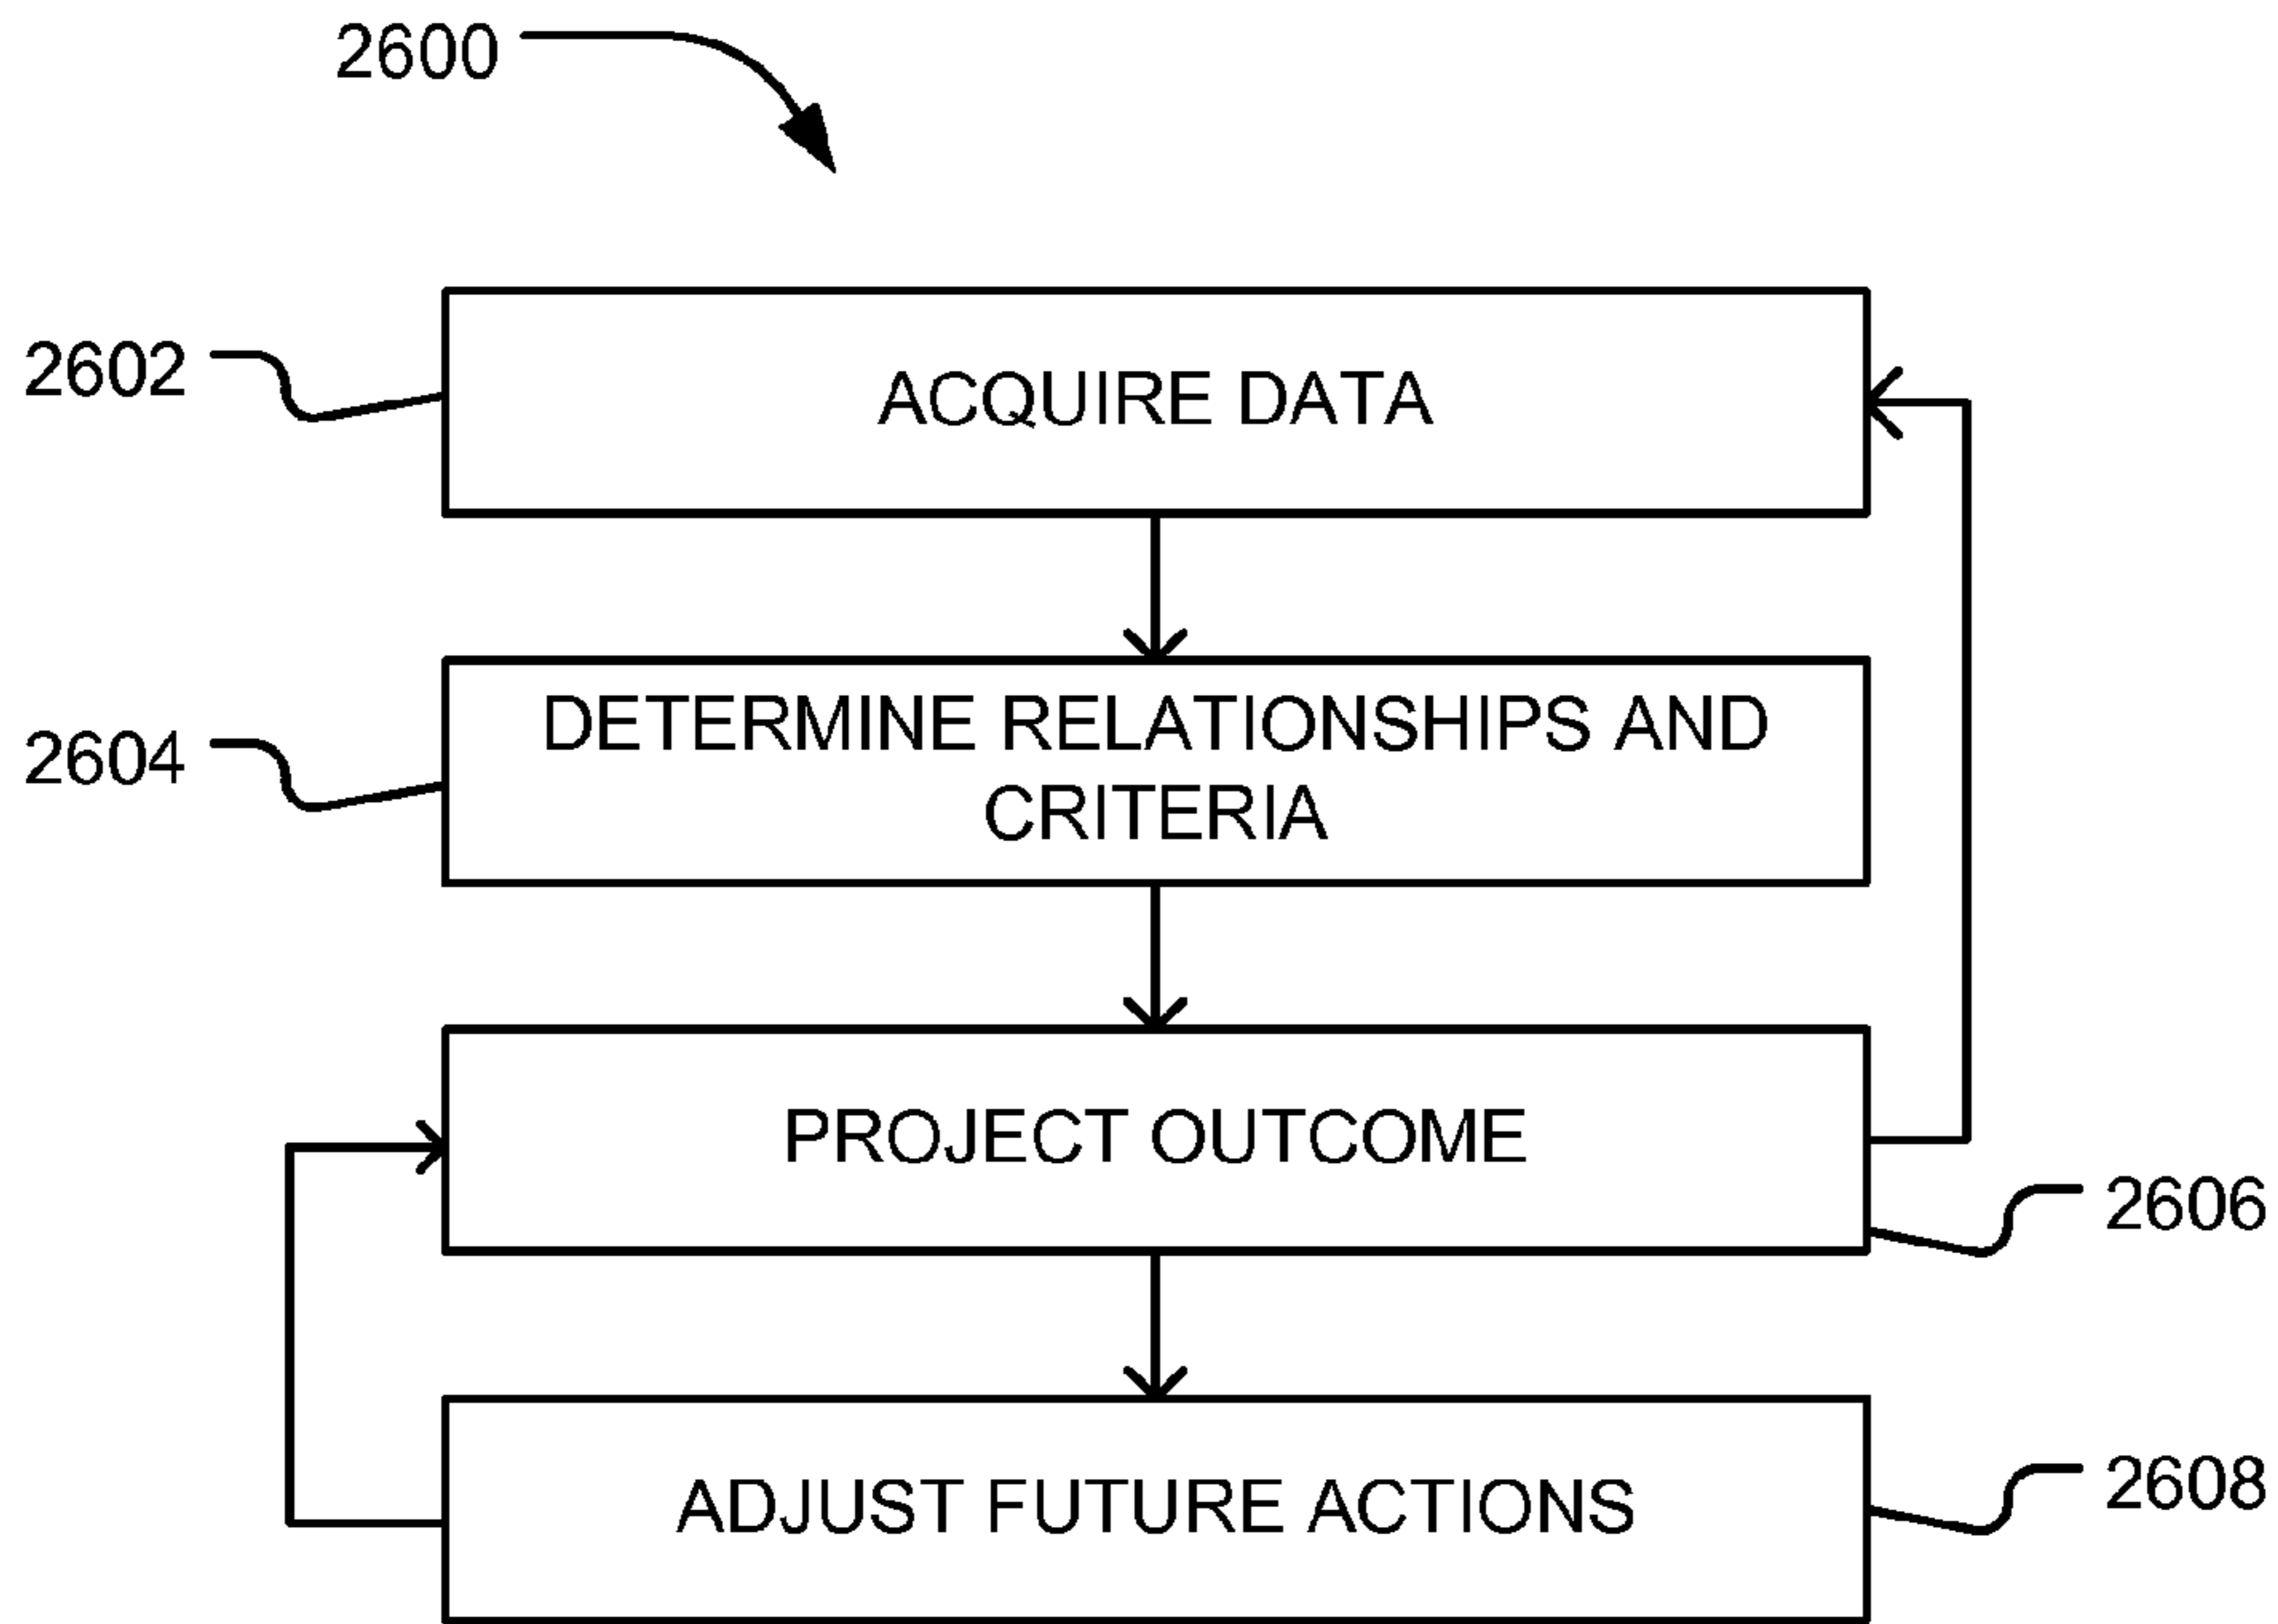 2600
2602
ACQUIRE DATA
2604
DETERMINE RELATIONSHIPS AND
CRITERIA
PROJECT OUTCOME
2606
ADJUST FUTURE ACTIONS
2608